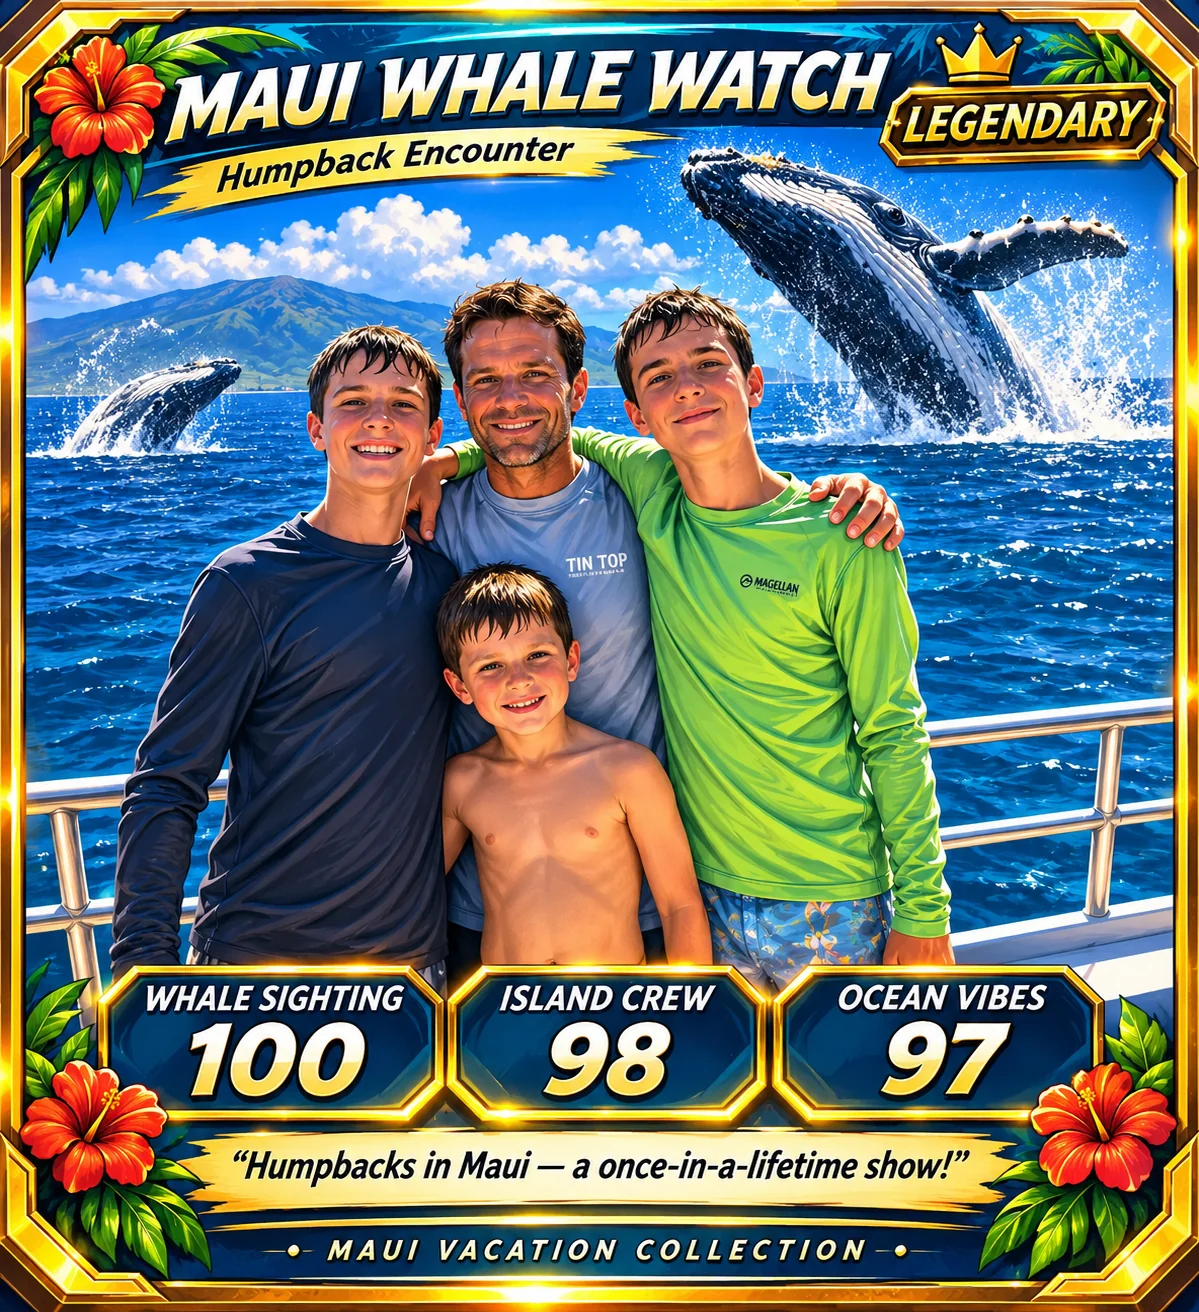 MAUI WHALE WATCH
LEGENDARY
Humpback Encounter
TIN TOP
MAGELLAN
WHALE SIGHTING
100
ISLAND CREW
98
OCEAN VIBES
97
“Humpbacks in Maui — a once-in-a-lifetime show!”
MAUI VACATION COLLECTION